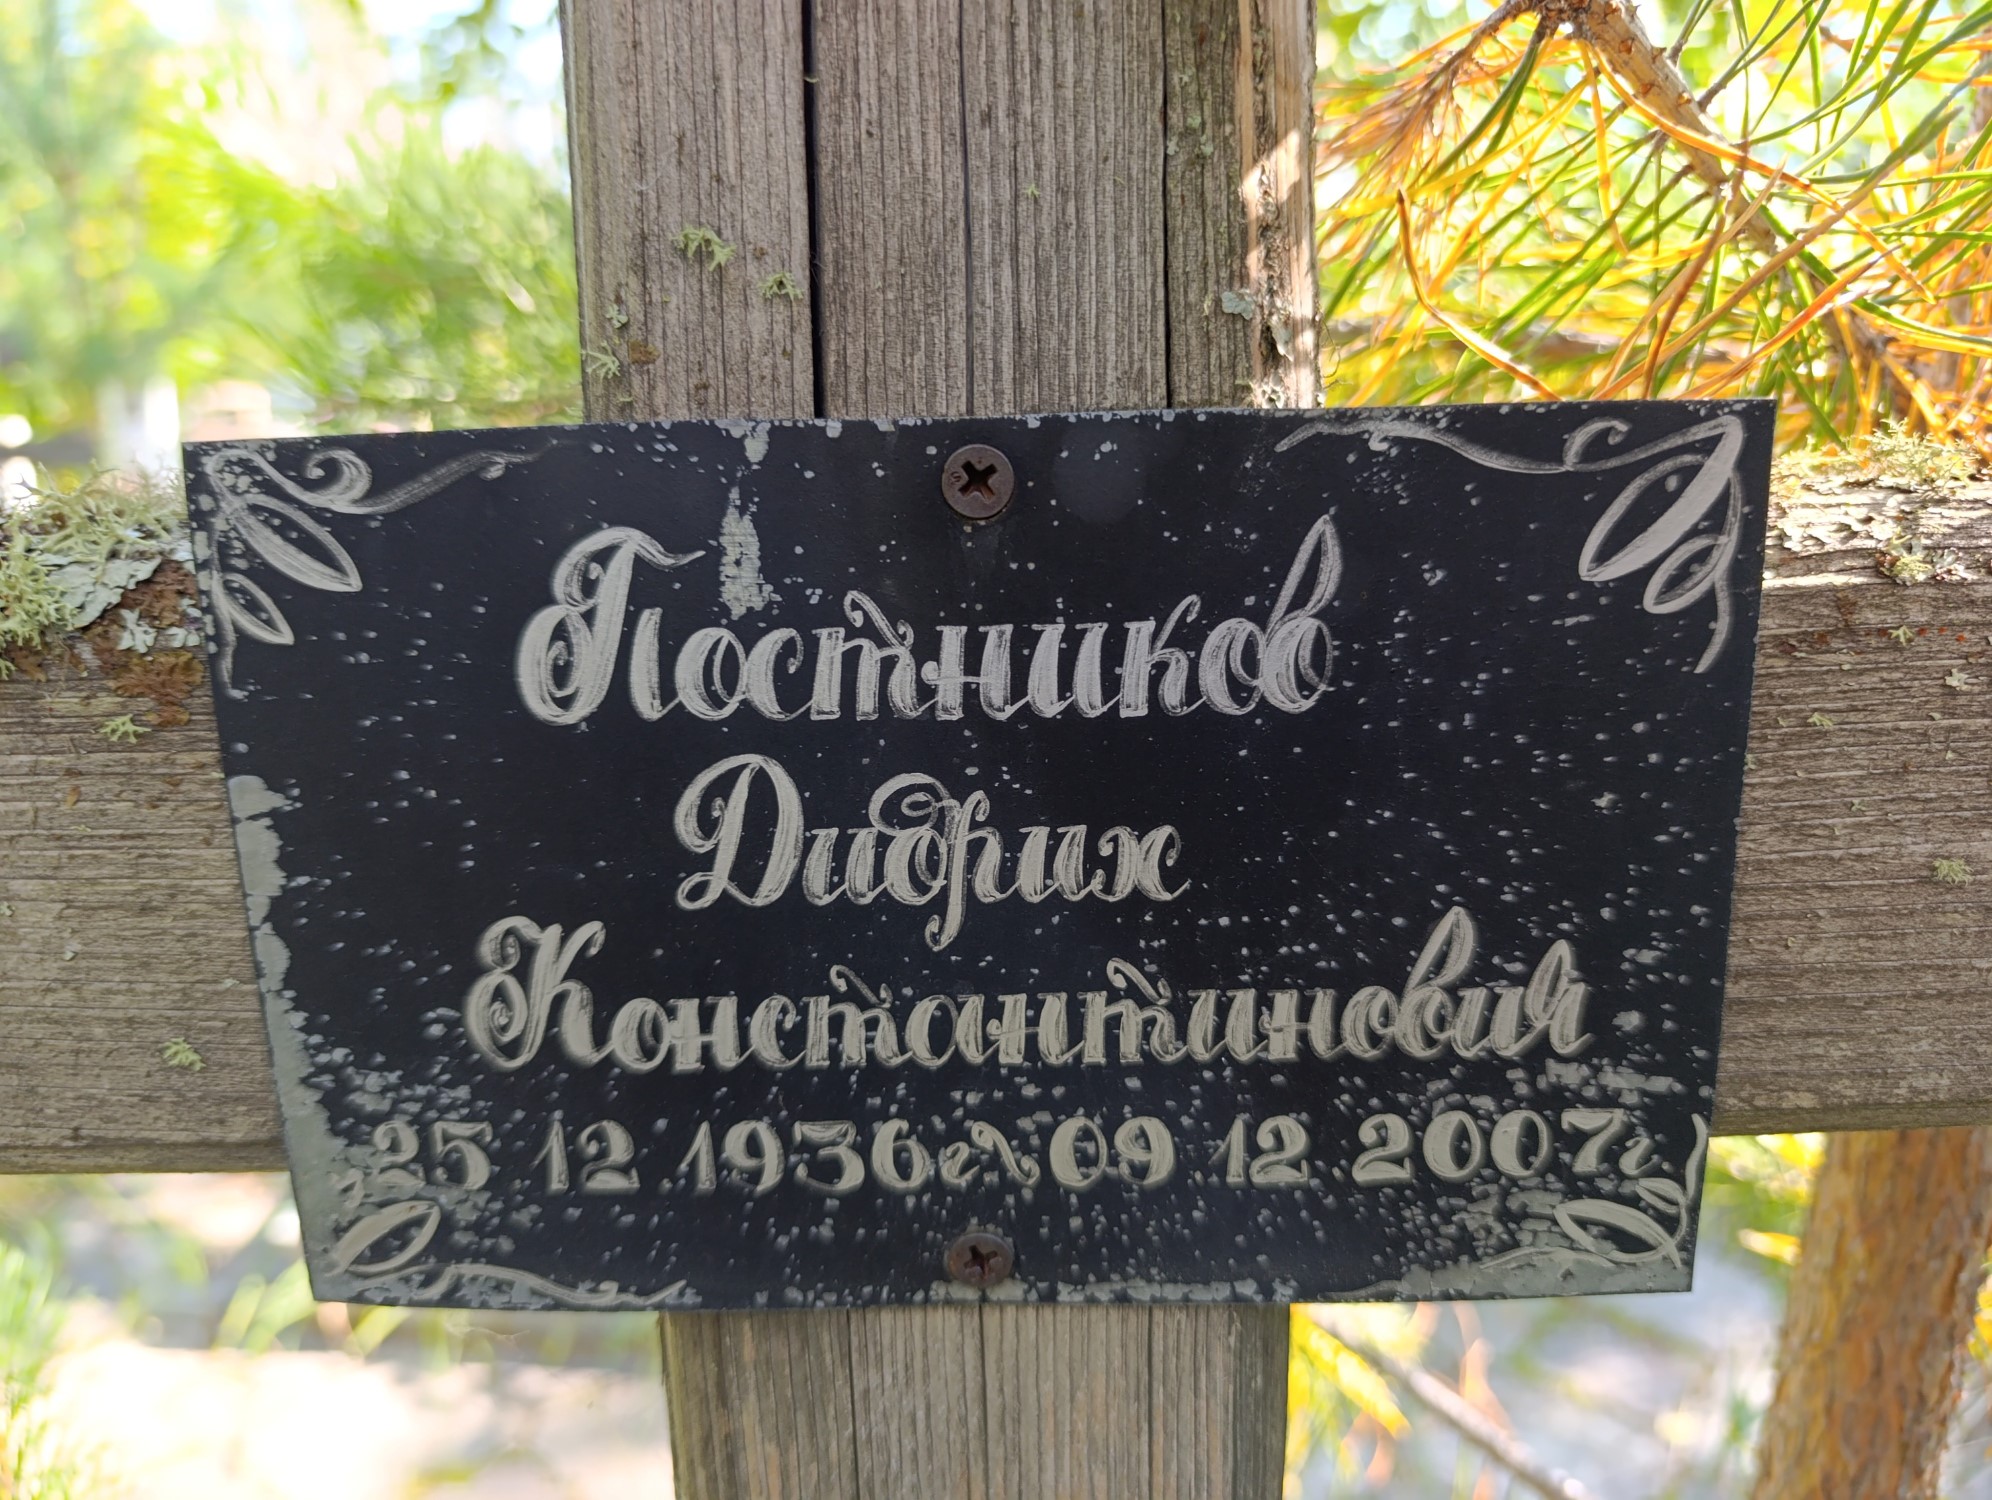 Постников
Дидрих
Константинович
25 12 1936г 09 12 2007г